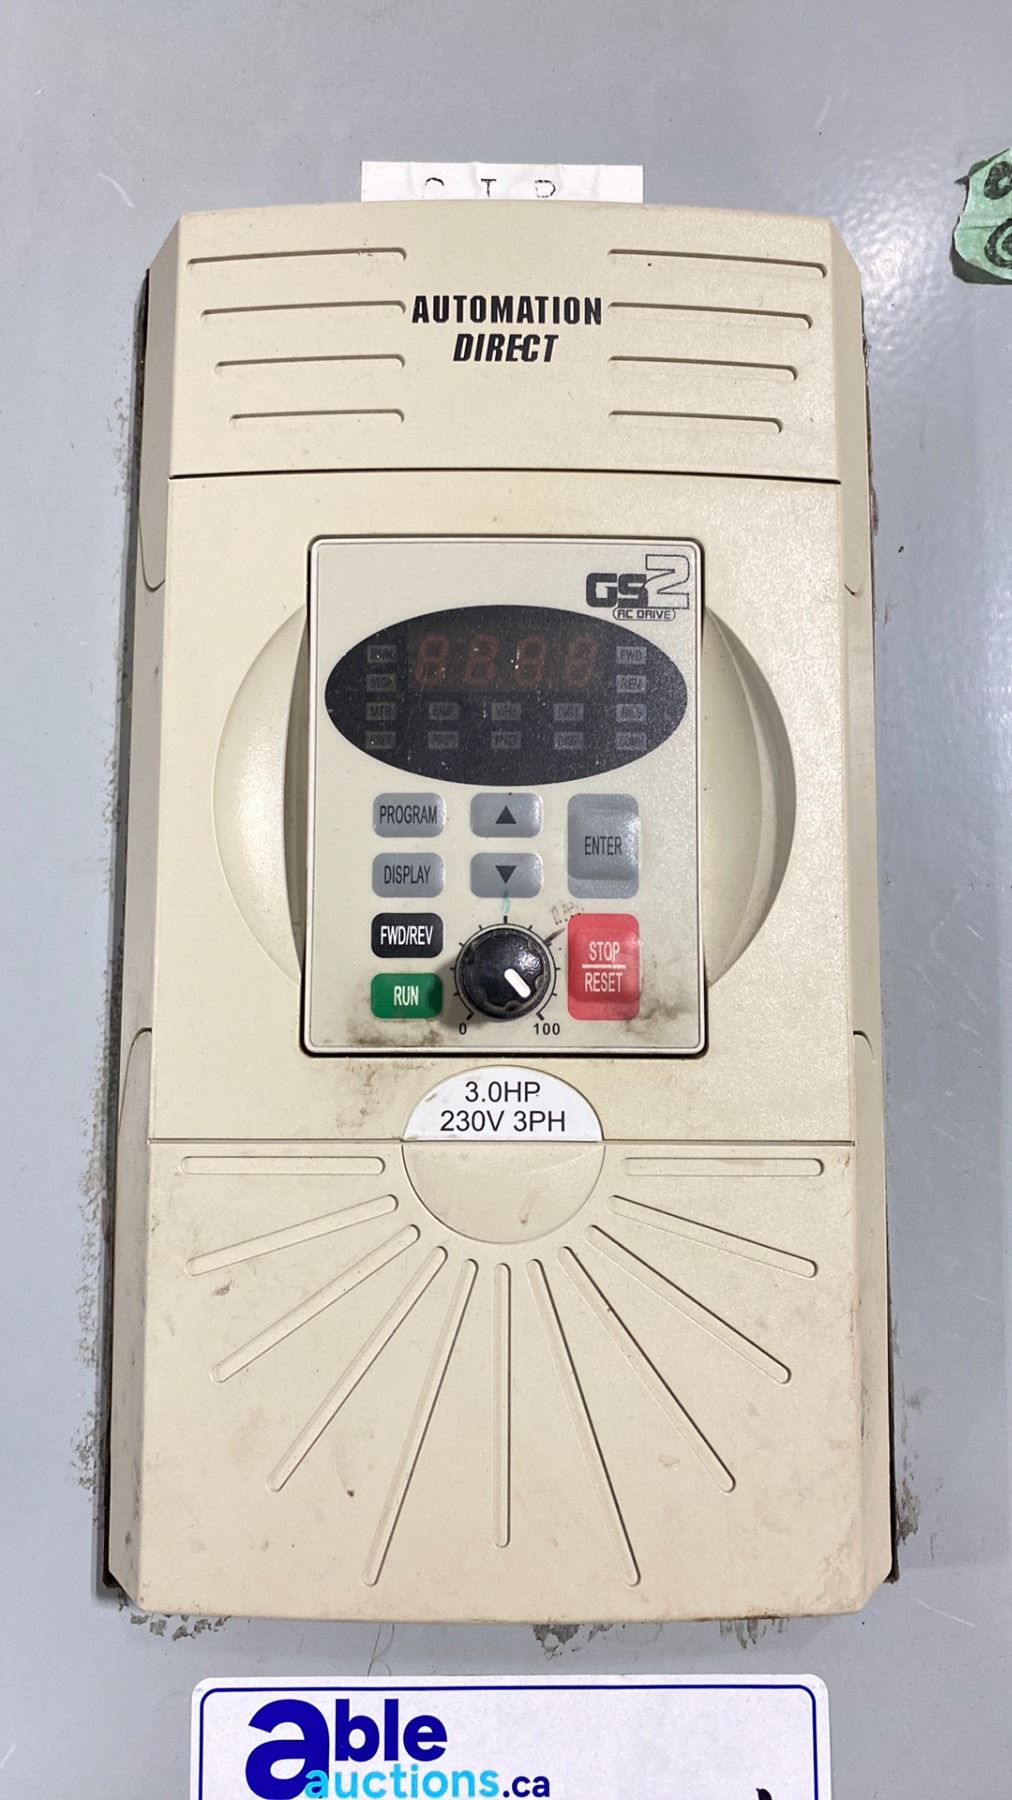 AUTOMATION
DIRECT
GS2
AC DRIVE
FWD
REV
STOP
PROGRAM
DISPLAY
ENTER
FWD/REV
RUN
STOP
RESET
0
100
3.0HP
230V 3PH
able
auctions.ca